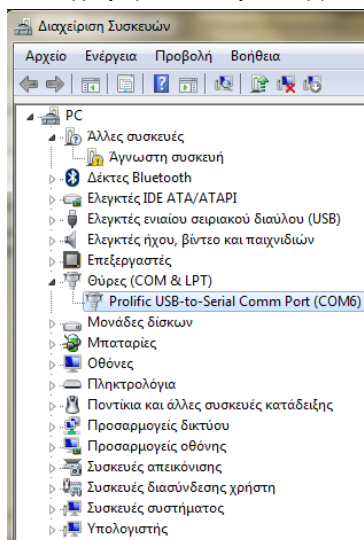 Διαχείριση Συσκευών
Αρχείο Ενέργεια Προβολή Βοήθεια
PC
Άλλες συσκευές
Άγνωστη συσκευή
Δέκτες Bluetooth
Ελεγκτές IDE ATA/ATAPI
Ελεγκτές ενιαίου σειριακού διαύλου (USB)
Ελεγκτές ήχου, βίντεο και παιχνιδιών
Επεξεργαστές
Θύρες (COM & LPT)
Prolific USB-to-Serial Comm Port (COM6)
Μονάδες δίσκων
Μπαταρίες
Οθόνες
Πληκτρολόγια
Ποντίκια και άλλες συσκευές κατάδειξης
Προσαρμογείς δικτύου
Προσαρμογείς οθόνης
Συσκευές απεικόνισης
Συσκευές διασύνδεσης χρήστη
Συσκευές συστήματος
Υπολογιστής